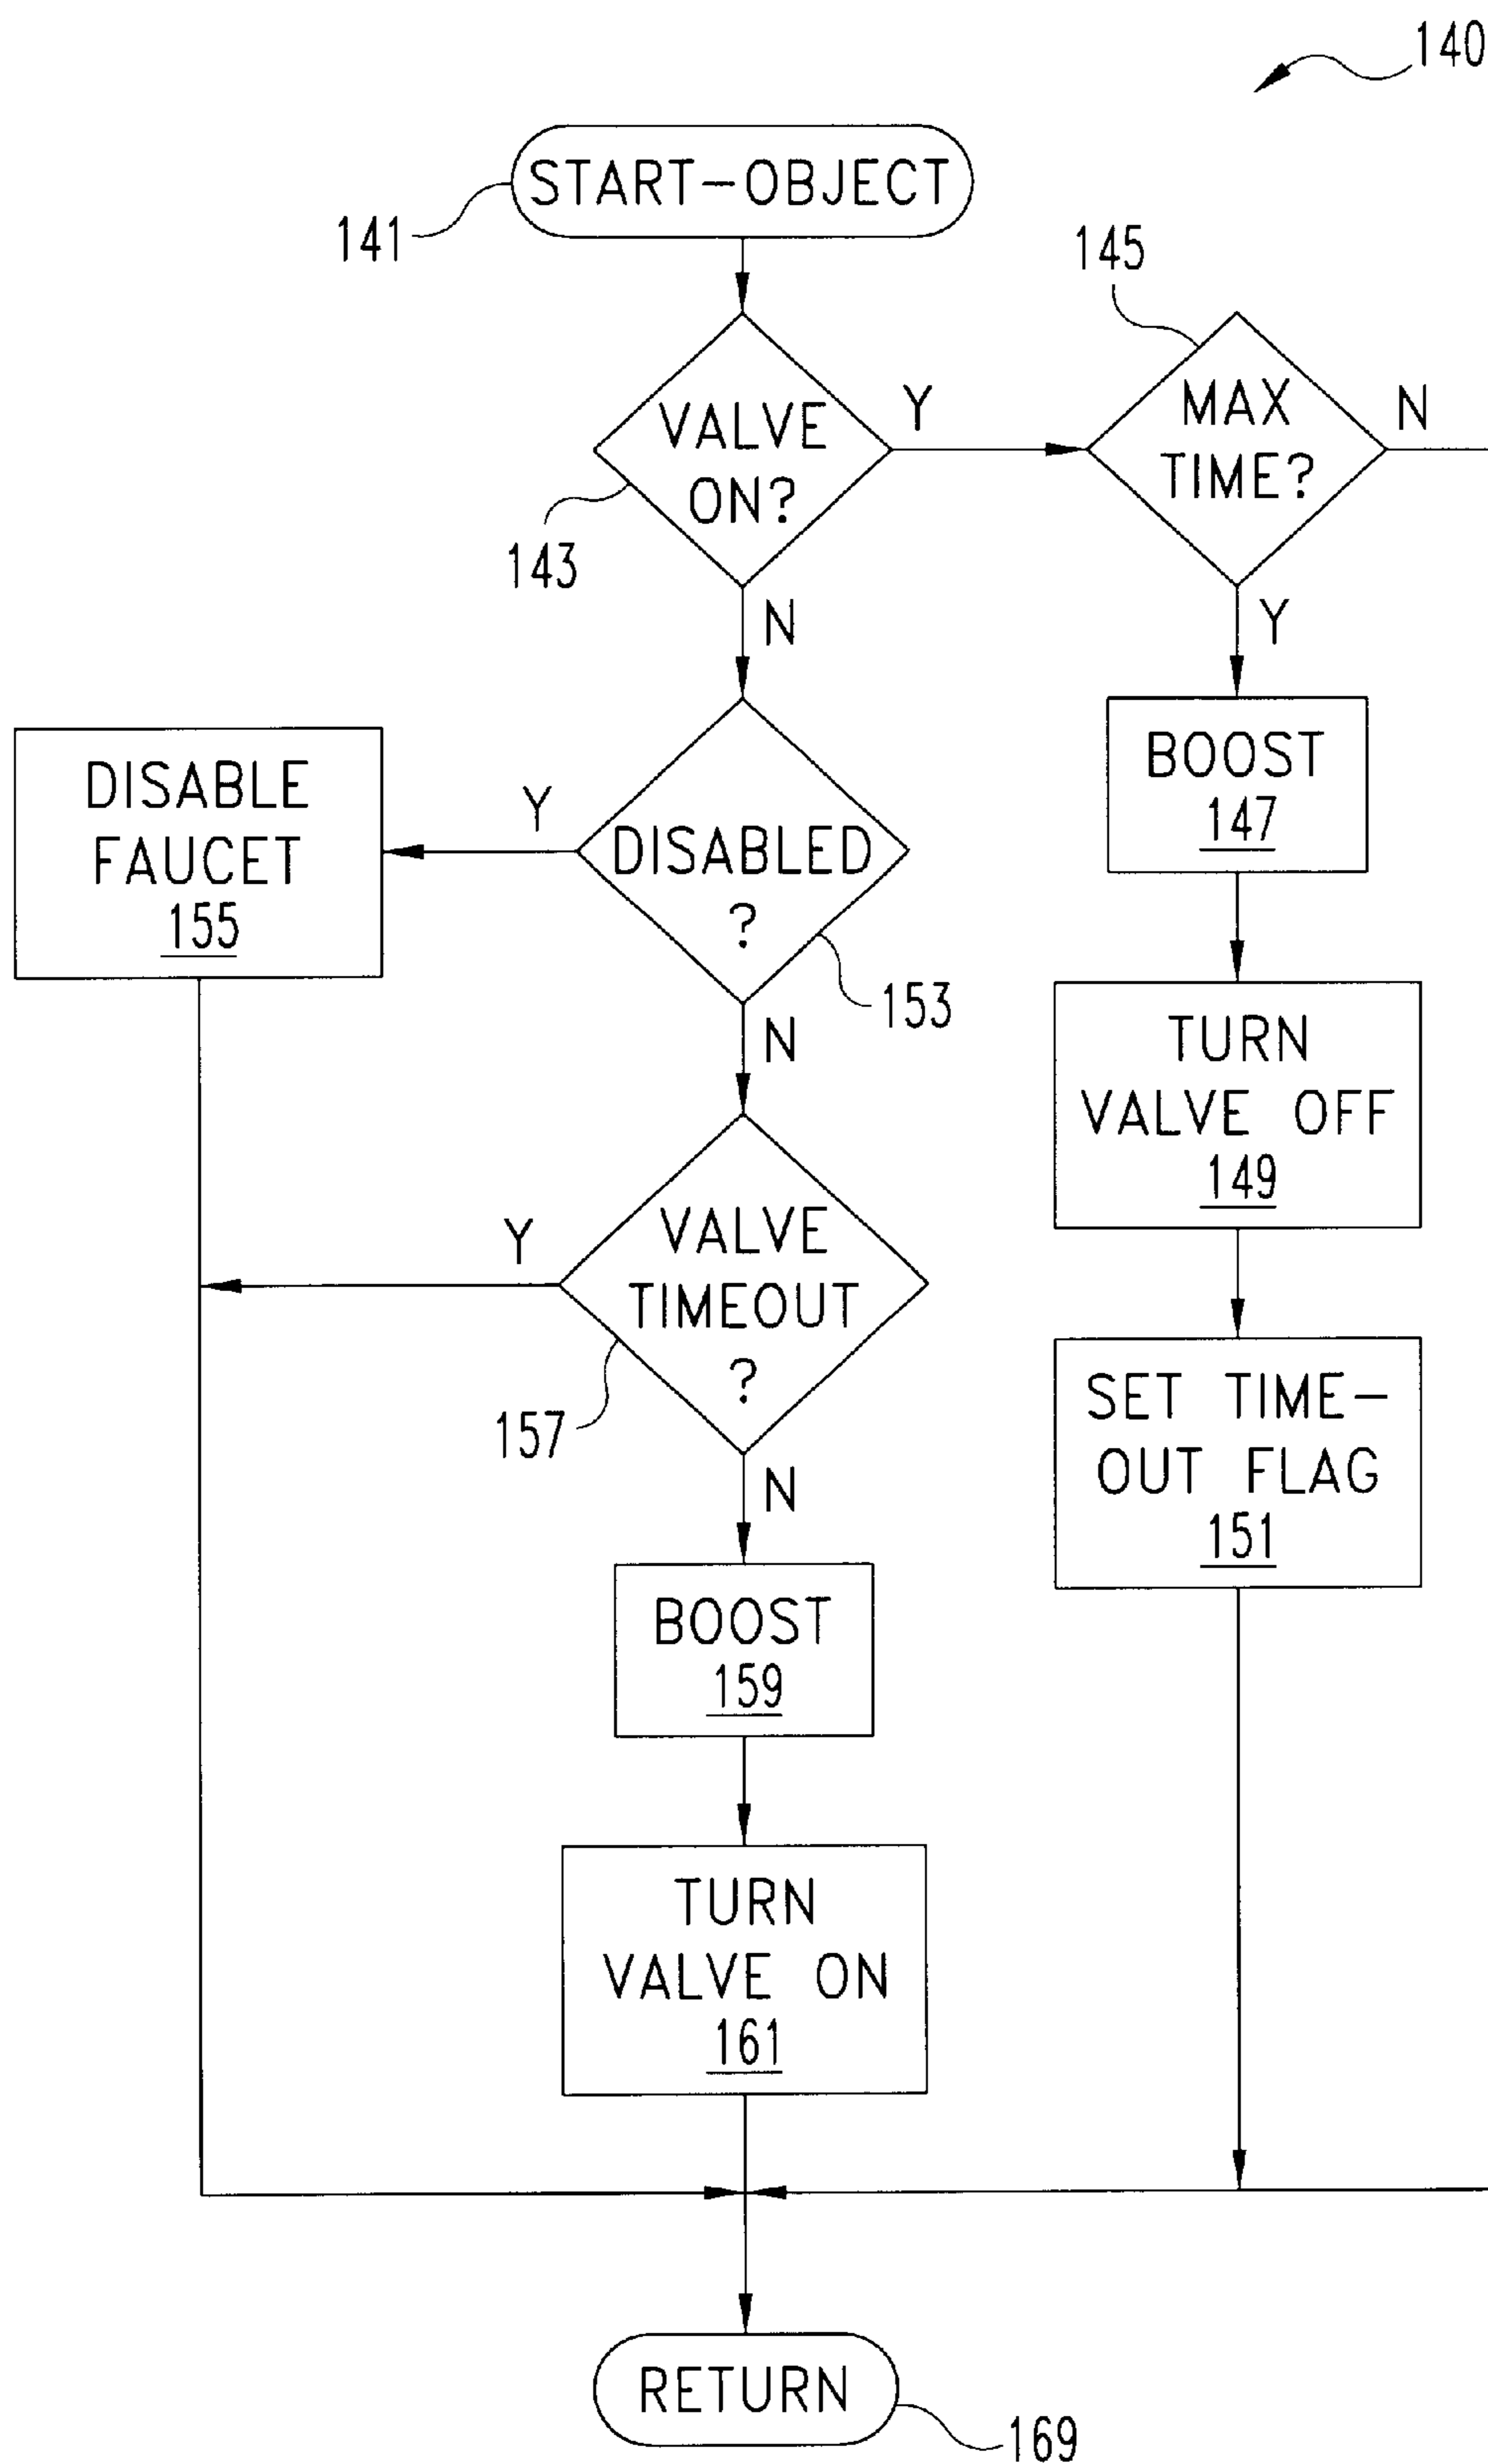 140
START-OBJECT
141
145
VALVE
ON?
Y
143
MAX
TIME?
N
N
Y
BOOST
147
DISABLE
FAUCET
155
Y
DISABLED
?
153
N
TURN
VALVE OFF
149
VALVE
TIMEOUT
?
Y
157
N
SET TIME-
OUT FLAG
151
BOOST
159
TURN
VALVE ON
161
RETURN
169